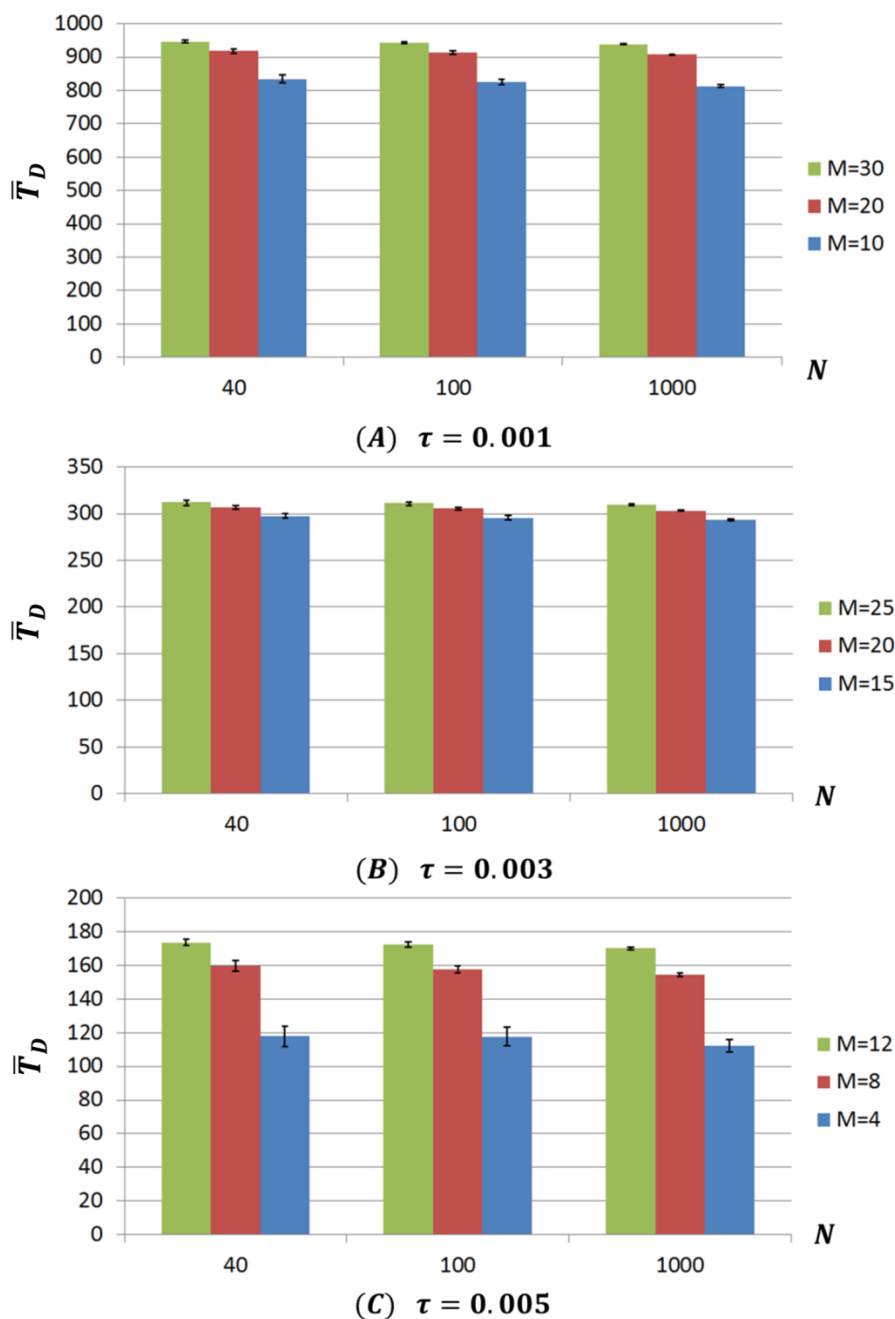 1000
900
800
700
600
500
400
300
200
100
0
T̿_D
M=30
M=20
M=10
40 100 1000
N
(A) τ = 0.001
350
300
250
200
150
100
50
0
T̿_D
M=25
M=20
M=15
40 100 1000
N
(B) τ = 0.003
200
180
160
140
120
100
80
60
40
20
0
T̿_D
M=12
M=8
M=4
40 100 1000
N
(C) τ = 0.005